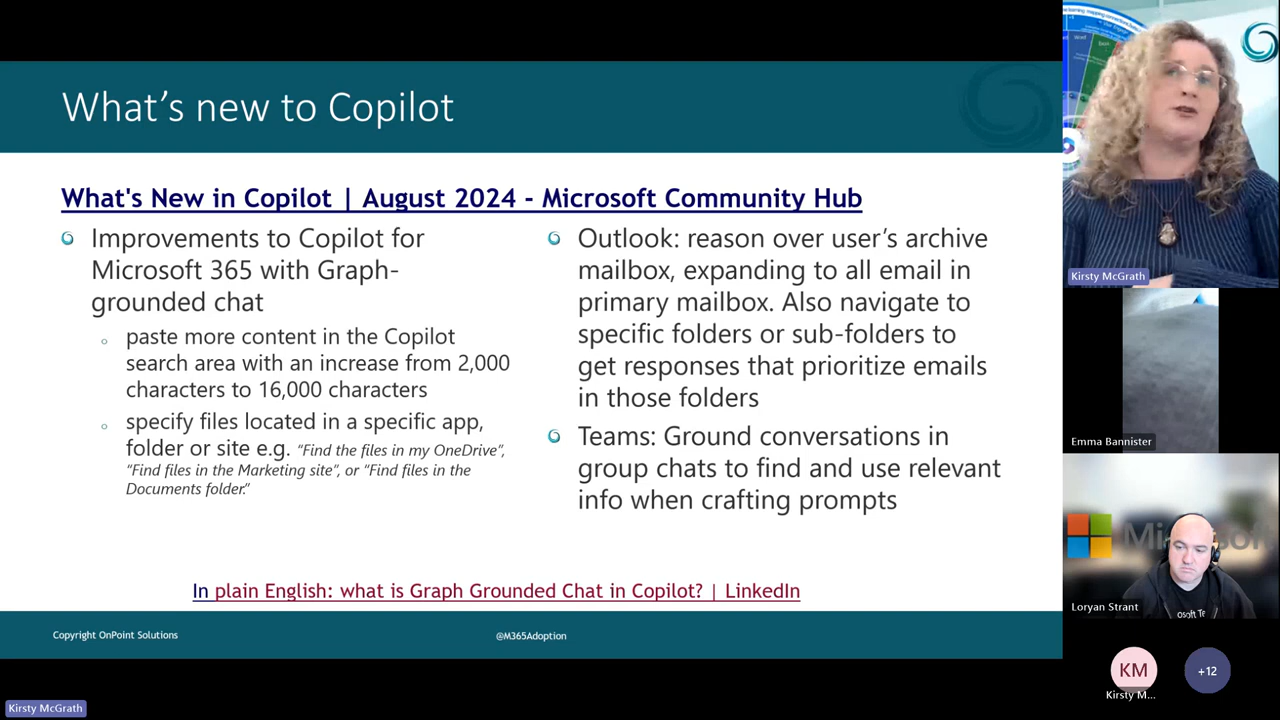 What's new to Copilot
What's New in Copilot | August 2024 - Microsoft Community Hub
Improvements to Copilot for
Microsoft 365 with Graph-
grounded chat
paste more content in the Copilot
search area with an increase from 2,000
characters to 16,000 characters
specify files located in a specific app,
folder or site e.g. “Find the files in my OneDrive”,
“Find files in the Marketing site”, or “Find files in the
Documents folder.”
Outlook: reason over user’s archive
mailbox, expanding to all email in
primary mailbox. Also navigate to
specific folders or sub-folders to
get responses that prioritize emails
in those folders
Teams: Ground conversations in
group chats to find and use relevant
info when crafting prompts
In plain English: what is Graph Grounded Chat in Copilot? | LinkedIn
Copyright OnPoint Solutions
@M365Adoption
Kirsty McGrath
Word
Kirsty McGrath
Emma Bannister
Loryan Strant
KM
Kirsty M...
+12